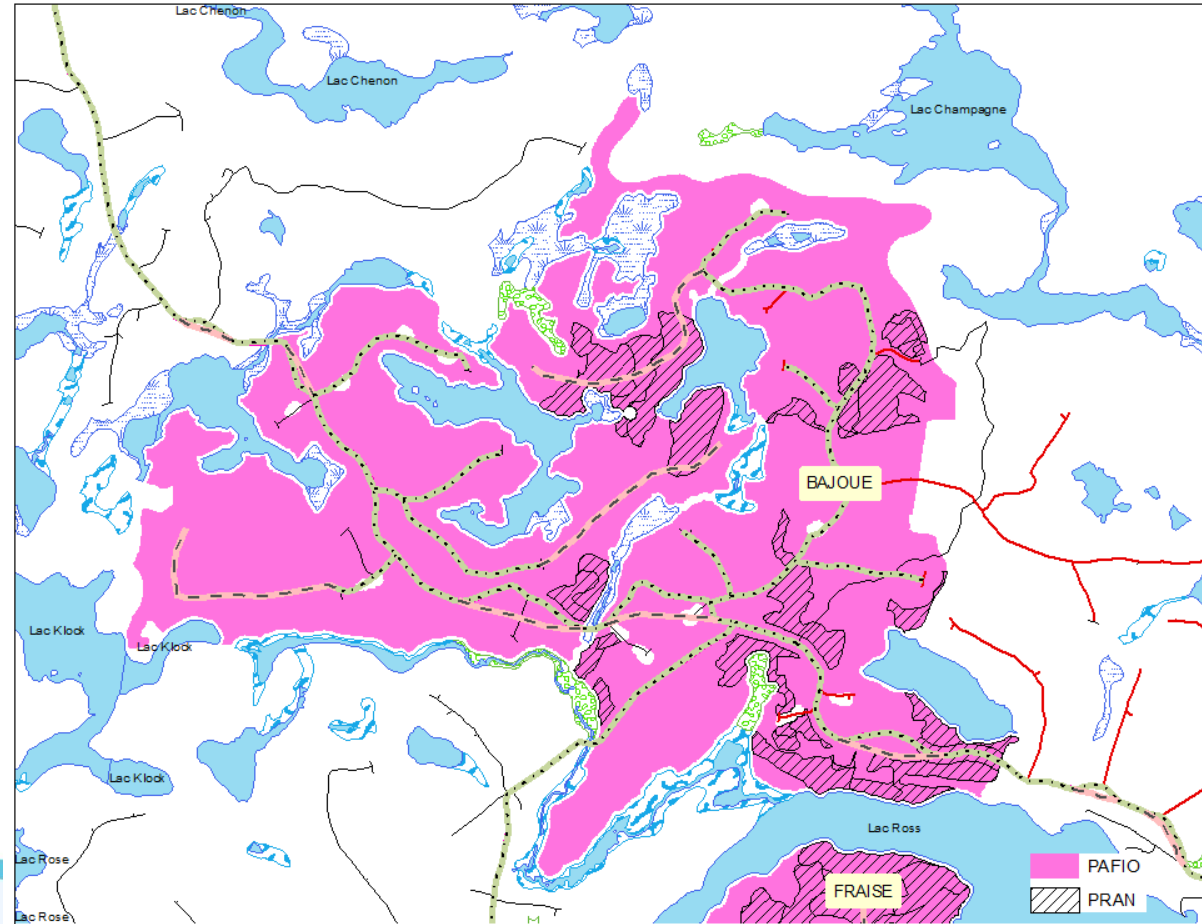 Lac Chenon
Lac Chenon
Lac Champagne
BAJOUE
Lac Klock
Lac Klock
Lac Klock
Lac Ross
Lac Rose
PAFIO
FRAISE
PRAN
Lac Rose